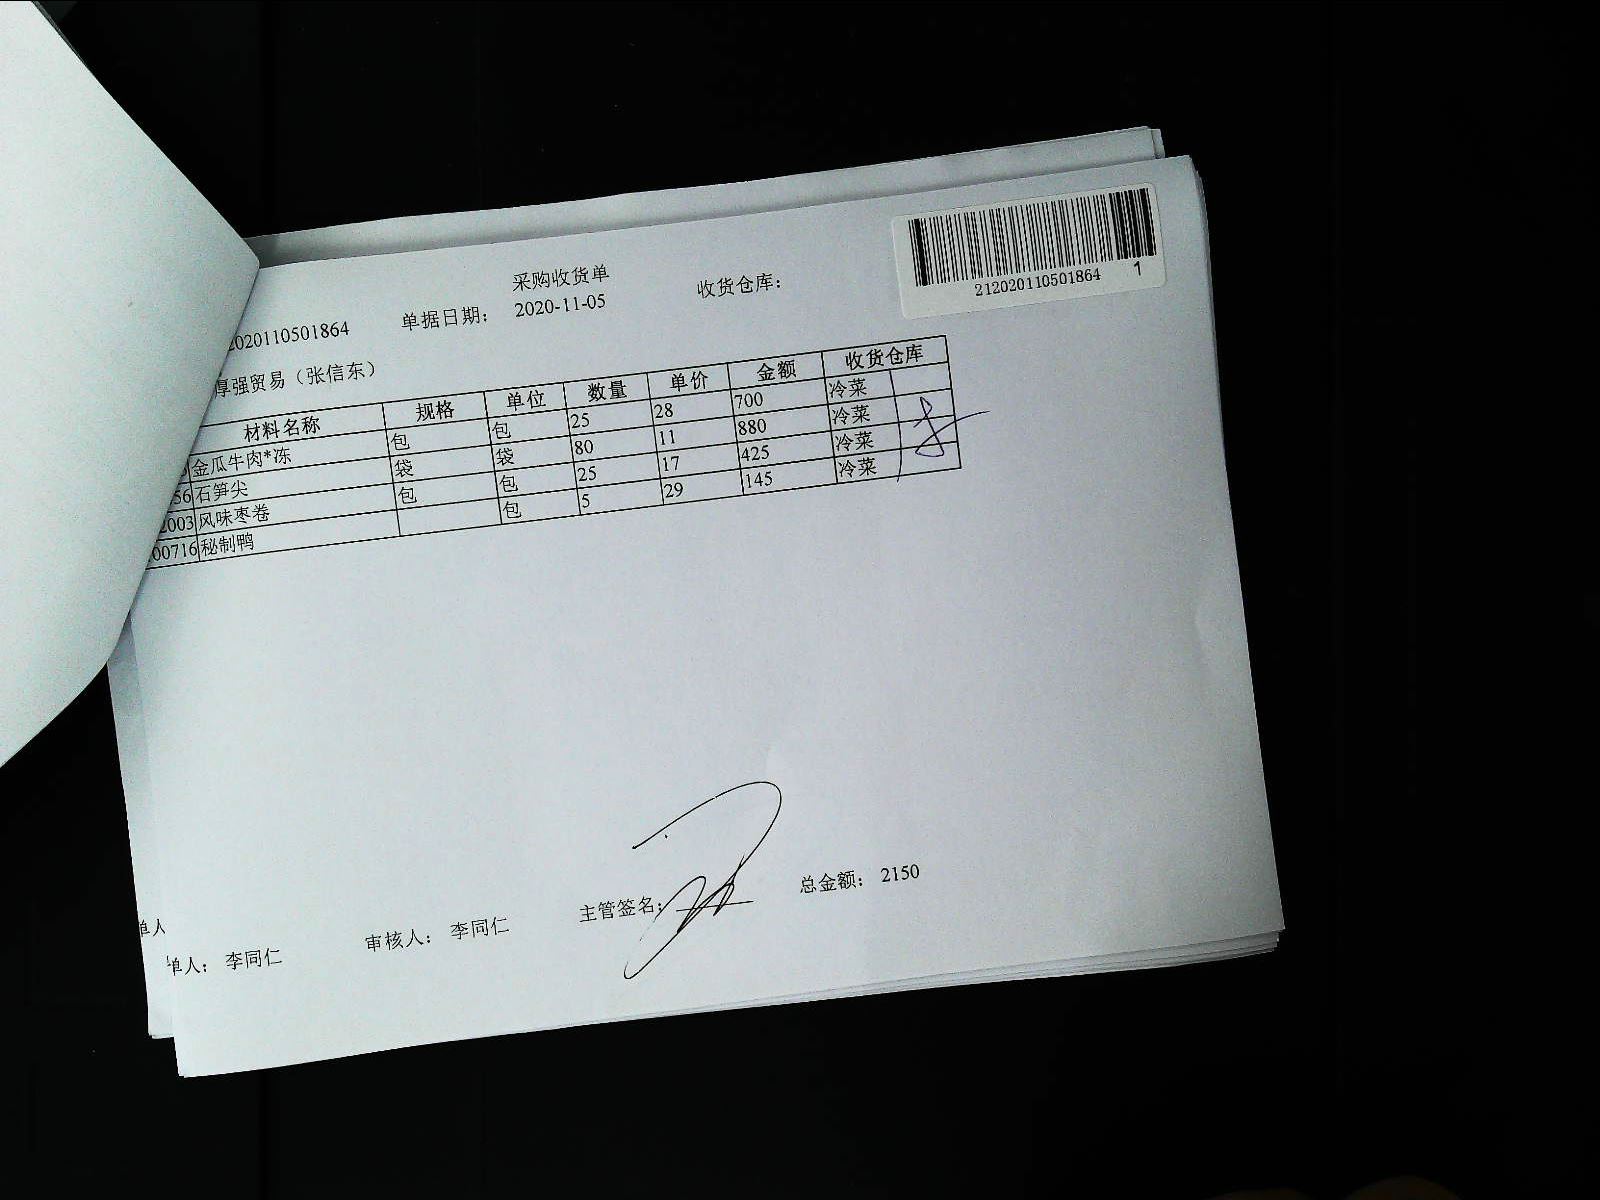 212020110501864 1
采购收货单
2020110501864 单据日期: 2020-11-05 收货仓库:
厚强贸易（张信东）
材料名称 规格 单位 数量 单价 金额 收货仓库
金瓜牛肉*冻 包 包 25 28 700 冷菜
56 石笋尖 袋 袋 80 11 880 冷菜
2003 风味枣卷 包 包 25 17 425 冷菜
00716 秘制鸭 包 5 29 145 冷菜
单人
单人: 李同仁 审核人: 李同仁 主管签名: 总金额: 2150